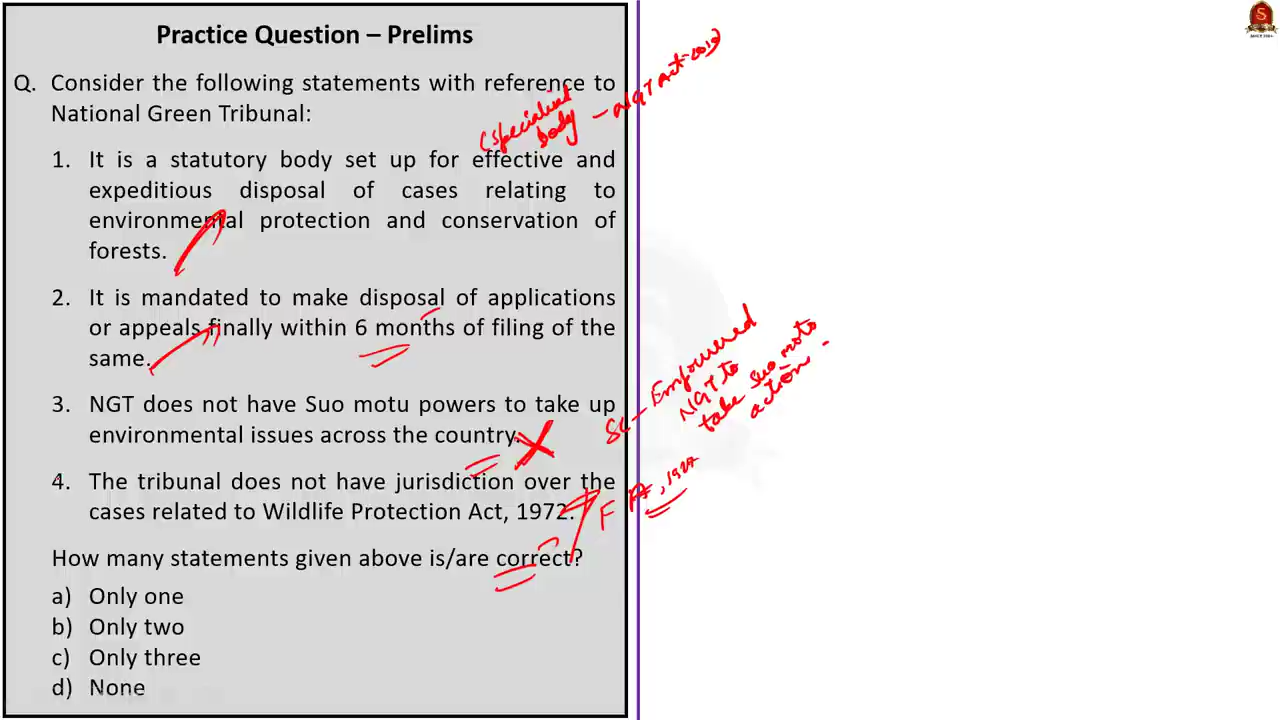 Practice Question – Prelims
Q. Consider the following statements with reference to
National Green Tribunal:
(Specialised
body – NGT Act-2010)
1. It is a statutory body set up for effective and
expeditious disposal of cases relating to
environmental protection and conservation of
forests.
2. It is mandated to make disposal of applications
or appeals finally within 6 months of filing of the
same.
3. NGT does not have Suo motu powers to take up
environmental issues across the country.
SC – Empowered
NGT to
take Suo moto
action.
4. The tribunal does not have jurisdiction over the
cases related to Wildlife Protection Act, 1972.
How many statements given above is/are correct?
a) Only one
b) Only two
c) Only three
d) None
S